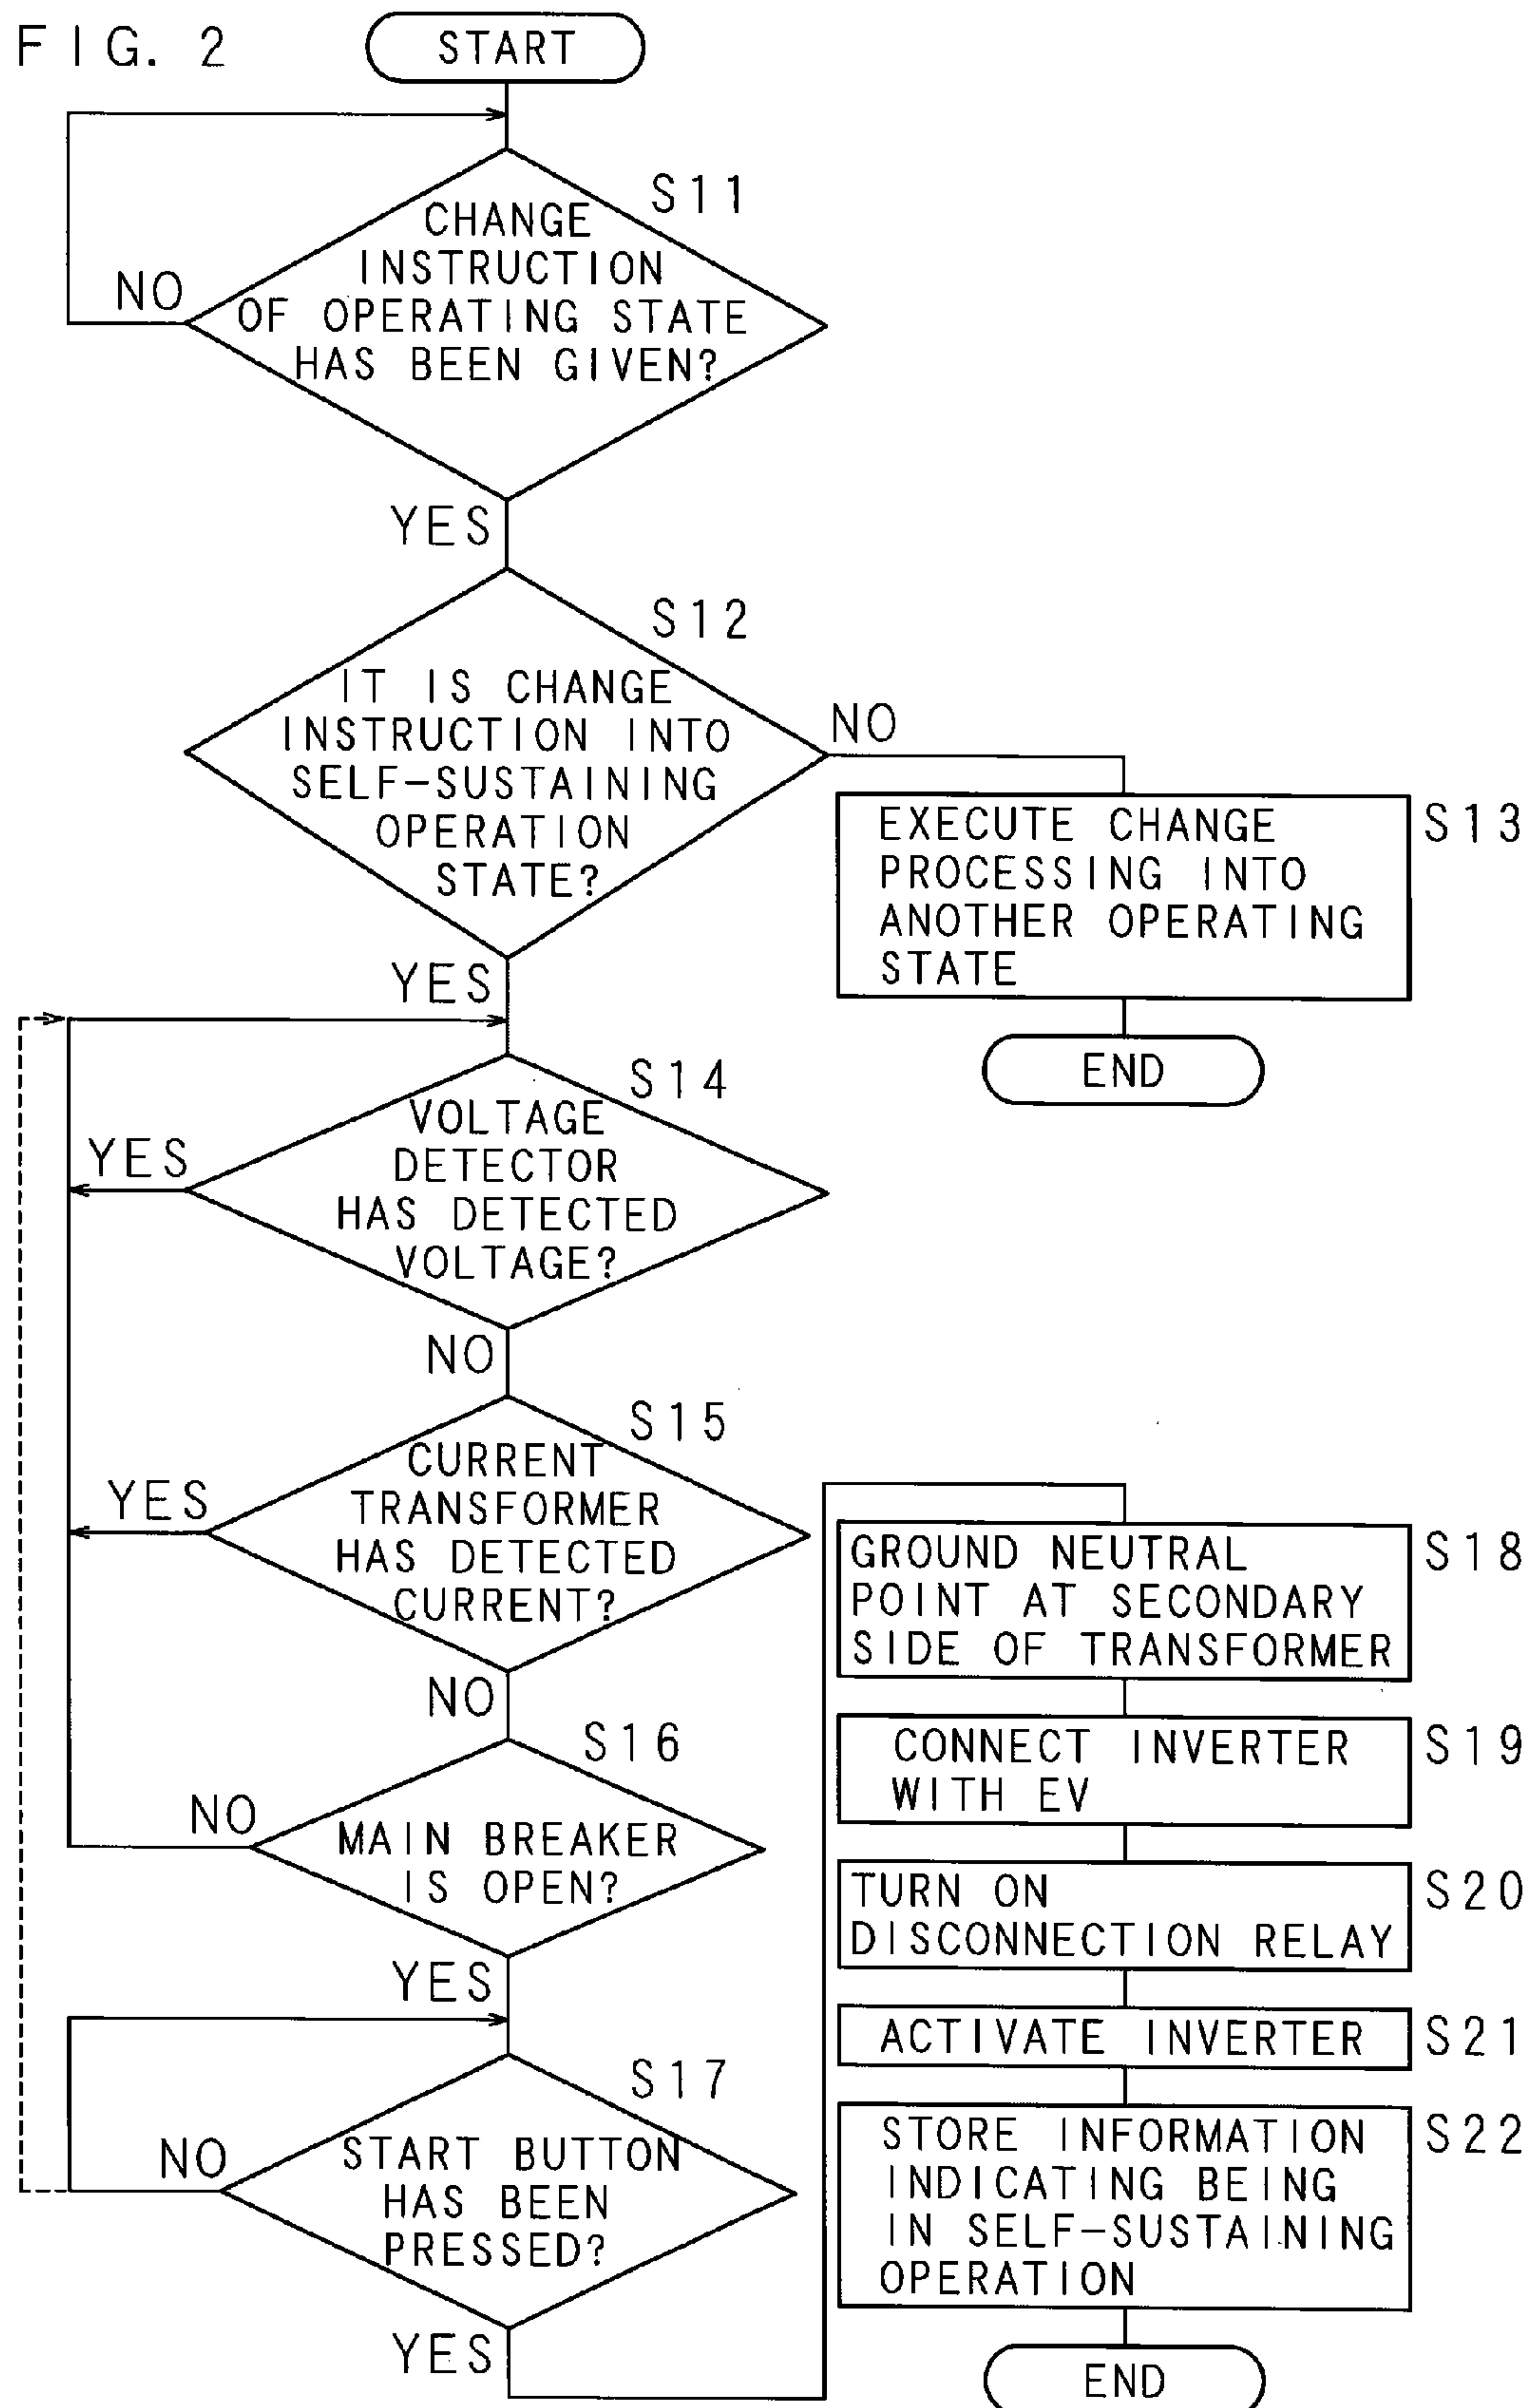 FIG. 2
START
S11
CHANGE
INSTRUCTION
OF OPERATING STATE
HAS BEEN GIVEN?
NO
YES
S12
IT IS CHANGE
INSTRUCTION INTO
SELF-SUSTAINING
OPERATION
STATE?
NO
YES
EXECUTE CHANGE
PROCESSING INTO
ANOTHER OPERATING
STATE
S13
END
S14
VOLTAGE
DETECTOR
HAS DETECTED
VOLTAGE?
YES
NO
S15
CURRENT
TRANSFORMER
HAS DETECTED
CURRENT?
YES
NO
S16
MAIN BREAKER
IS OPEN?
NO
YES
S17
START BUTTON
HAS BEEN
PRESSED?
NO
YES
GROUND NEUTRAL
POINT AT SECONDARY
SIDE OF TRANSFORMER
S18
CONNECT INVERTER
WITH EV
S19
TURN ON
DISCONNECTION RELAY
S20
ACTIVATE INVERTER
S21
STORE INFORMATION
INDICATING BEING
IN SELF-SUSTAINING
OPERATION
S22
END